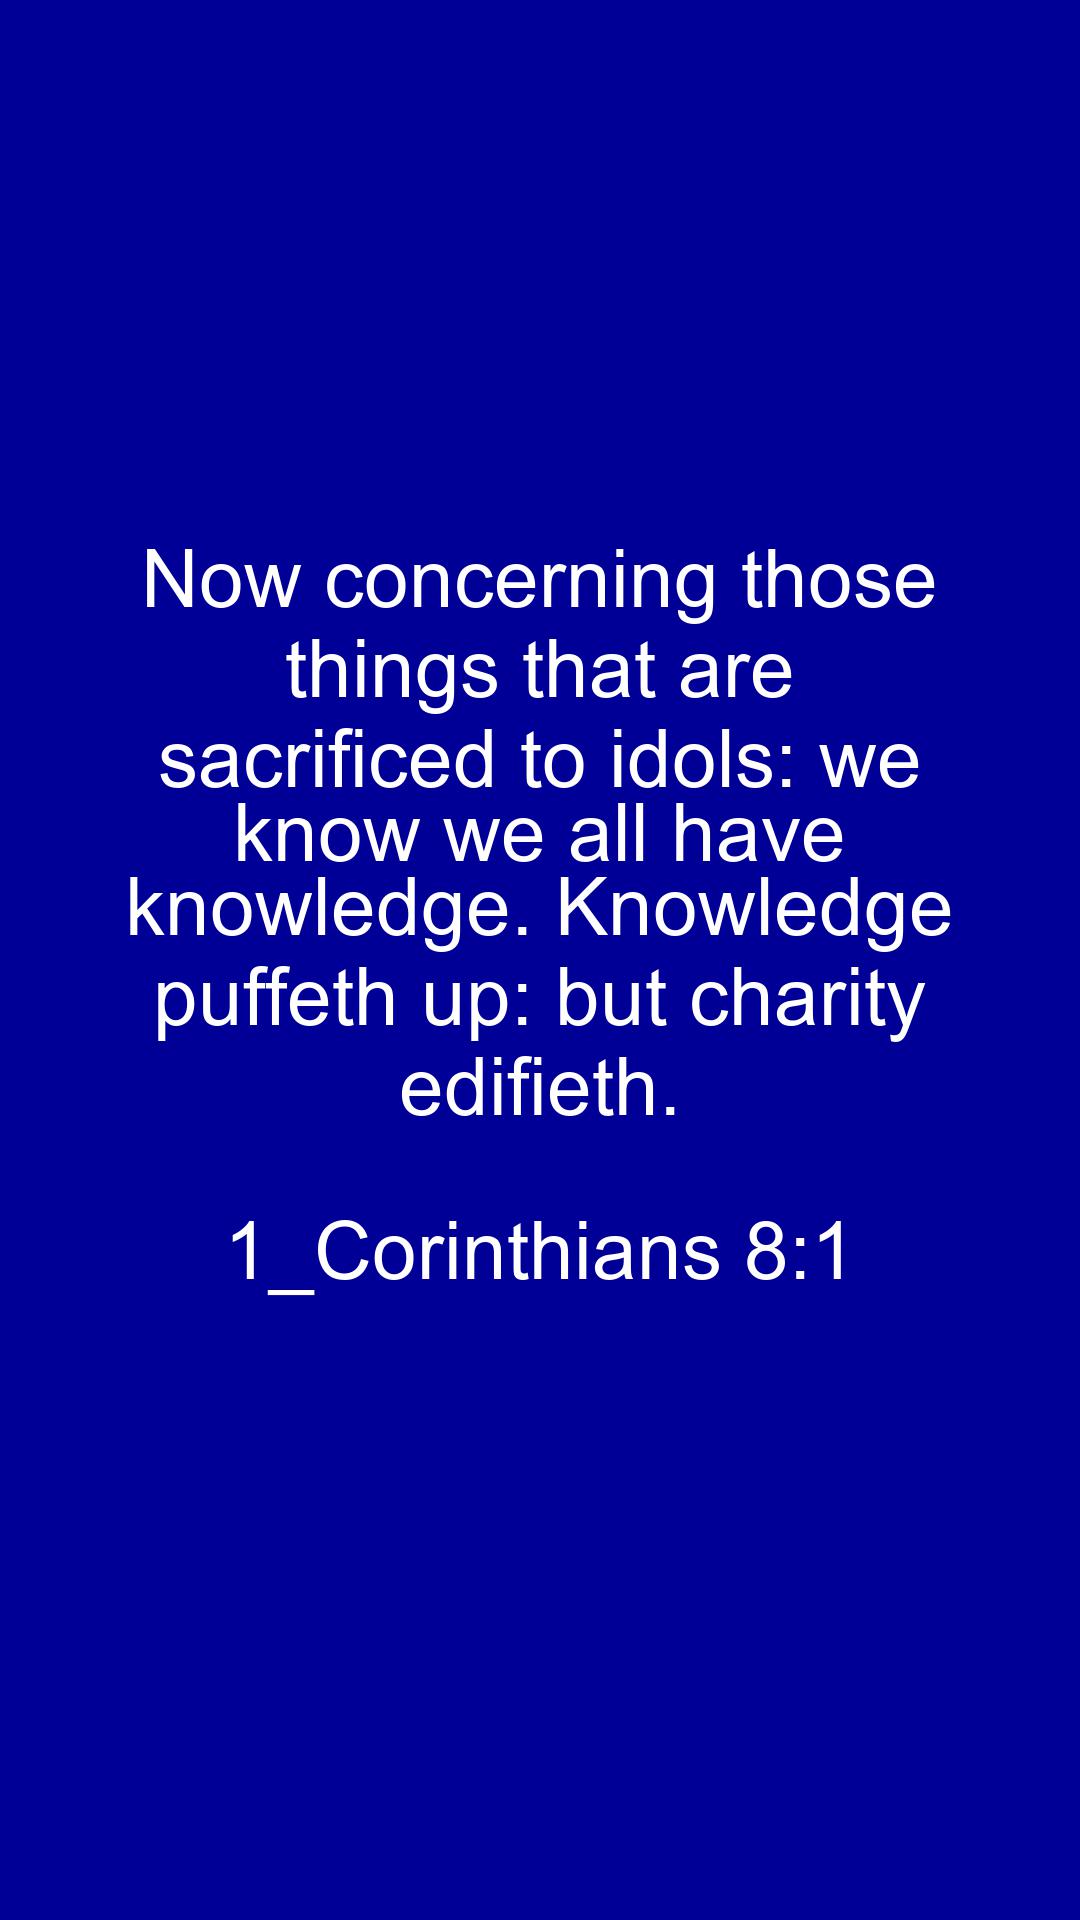 Now concerning those
things that are
sacrificed to idols: we
know we all have
knowledge. Knowledge
puffeth up: but charity
edifieth.
1_Corinthians 8:1